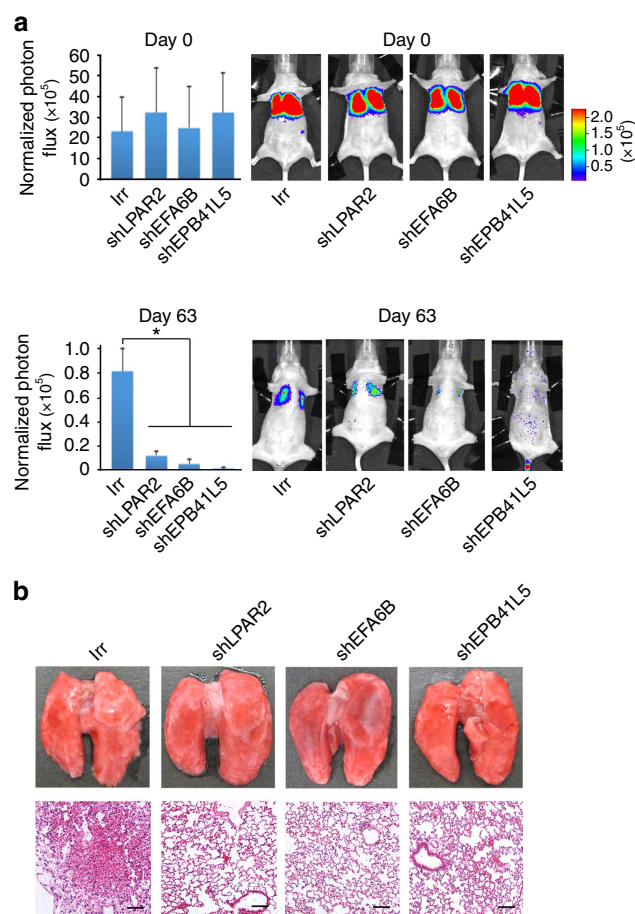 a
Day 0
Day 0
Normalized photon
flux (×10⁵)
60
50
40
30
20
10
0
Irr
shLPAR2
shEFA6B
shEPB41L5
Irr
shLPAR2
shEFA6B
shEPB41L5
2.0
1.5
1.0
0.5
(×10⁵)
Day 63
Day 63
Normalized photon
flux (×10⁵)
1.0
0.8
0.6
0.4
0.2
0
*
Irr
shLPAR2
shEFA6B
shEPB41L5
Irr
shLPAR2
shEFA6B
shEPB41L5
b
Irr
shLPAR2
shEFA6B
shEPB41L5